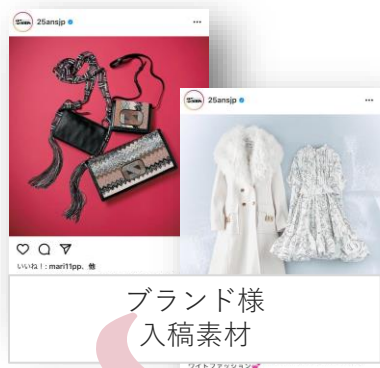 25ansjp
25ansjp
いいね！: mari11pp、他
ブランド様
入稿素材
ワイトファッション💕